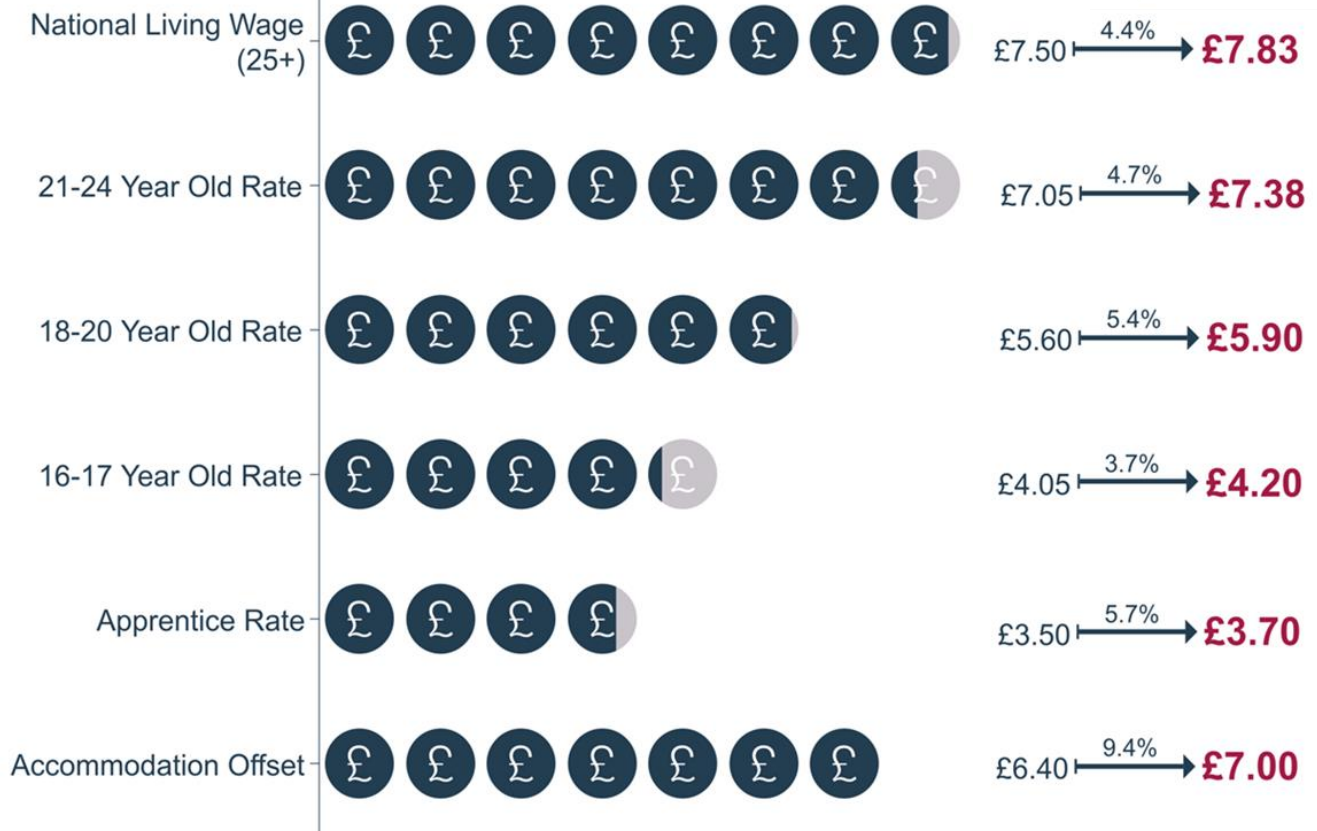 National Living Wage
(25+)
£ £ £ £ £ £ £ £
£7.50 4.4% £7.83
21-24 Year Old Rate
£ £ £ £ £ £ £ £
£7.05 4.7% £7.38
18-20 Year Old Rate
£ £ £ £ £ £
£5.60 5.4% £5.90
16-17 Year Old Rate
£ £ £ £ £
£4.05 3.7% £4.20
Apprentice Rate
£ £ £ £
£3.50 5.7% £3.70
Accommodation Offset
£ £ £ £ £ £ £
£6.40 9.4% £7.00